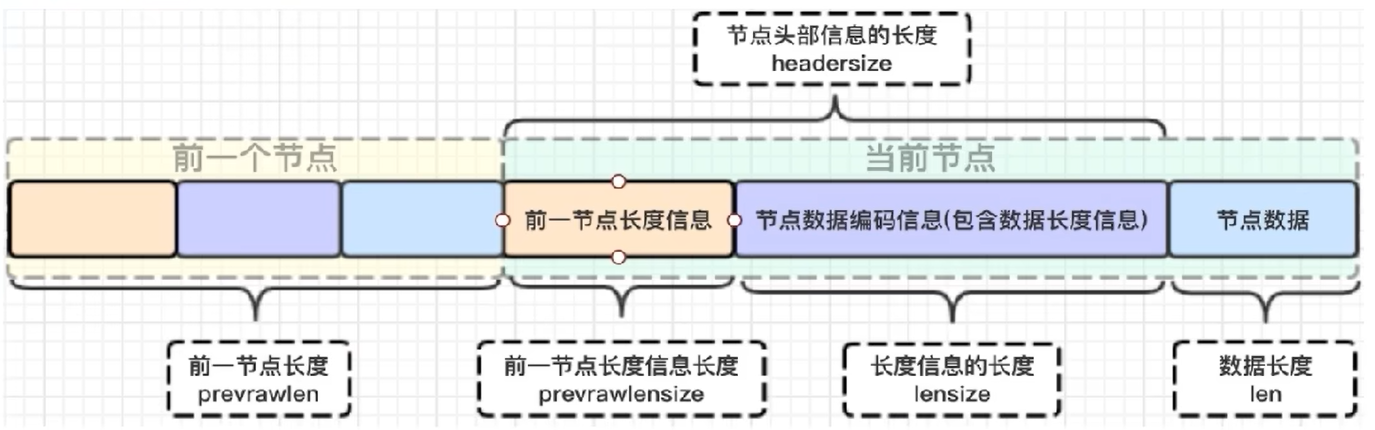 节点头部信息的长度
headersize
前一个节点
当前节点
前一节点长度信息
节点数据编码信息(包含数据长度信息)
节点数据
前一节点长度
prevrawlen
前一节点长度信息长度
prevrawlensize
长度信息的长度
lensize
数据长度
len